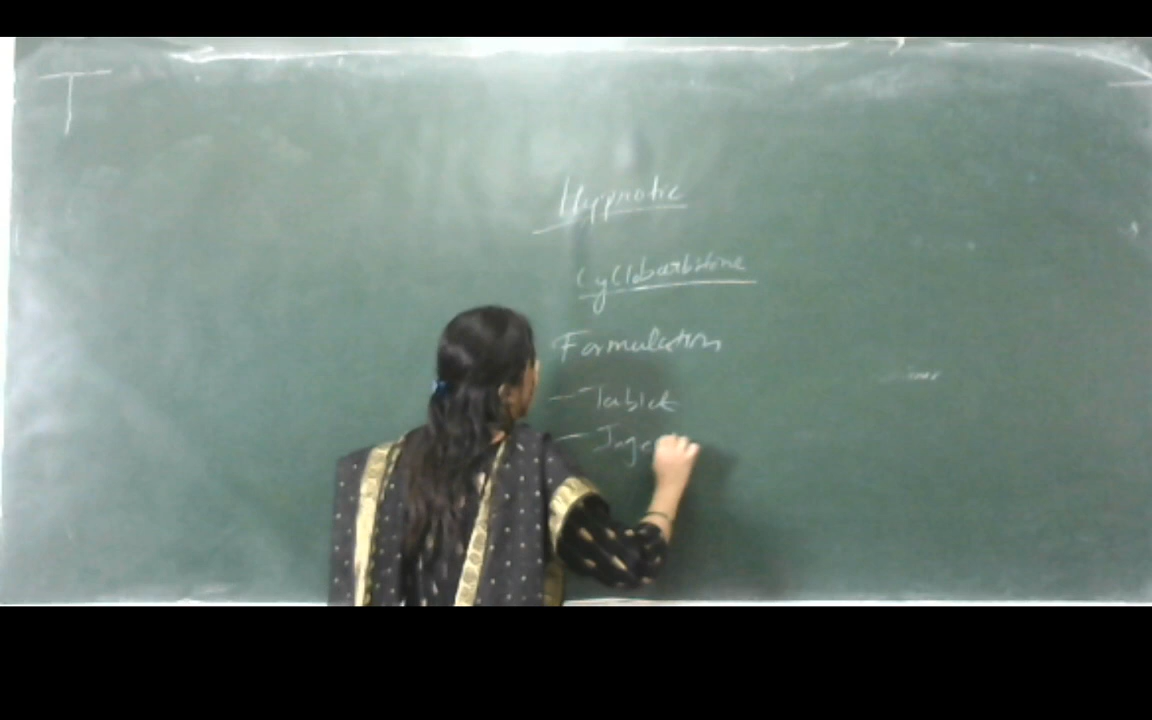 Hypnotic
Cyclobarbitone
Formulation
- Tablet